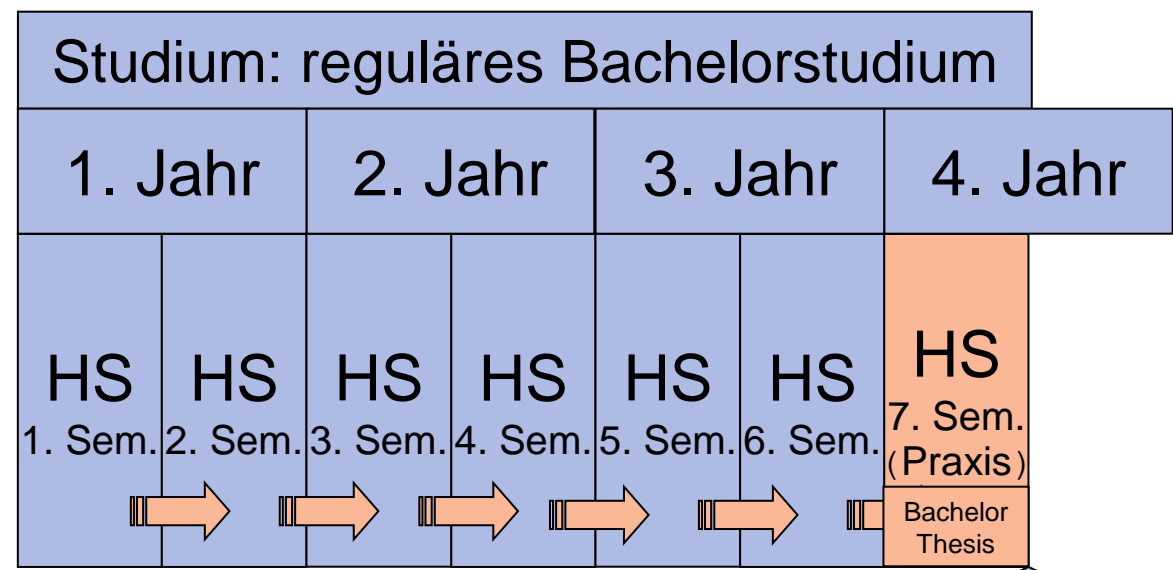 Studium: reguläres Bachelorstudium
1. Jahr
2. Jahr
3. Jahr
4. Jahr
HS
1. Sem.
HS
2. Sem.
HS
3. Sem.
HS
4. Sem.
HS
5. Sem.
HS
6. Sem.
HS
7. Sem.
(Praxis)
Bachelor
Thesis